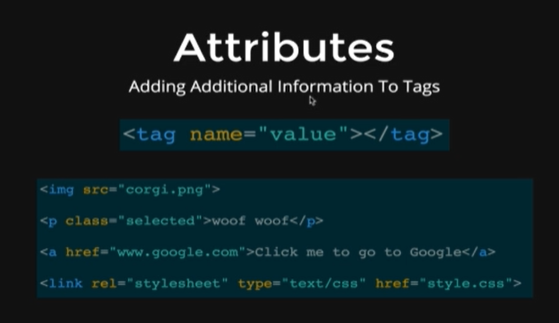 Attributes
Adding Additional Information To Tags
<tag name="value"></tag>
<img src="corgi.png">
<p class="selected">woof woof</p>
<a href="www.google.com">Click me to go to Google</a>
<link rel="stylesheet" type="text/css" href="style.css">